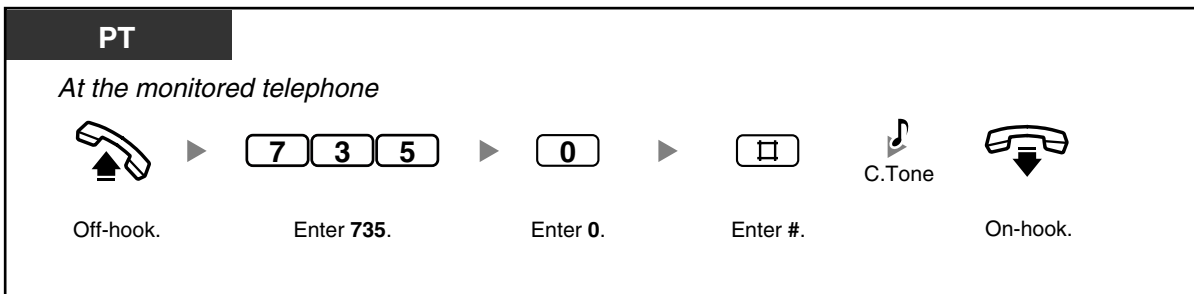 PT
At the monitored telephone
7 3 5 0 #
C.Tone
Off-hook. Enter 735. Enter 0. Enter #. On-hook.